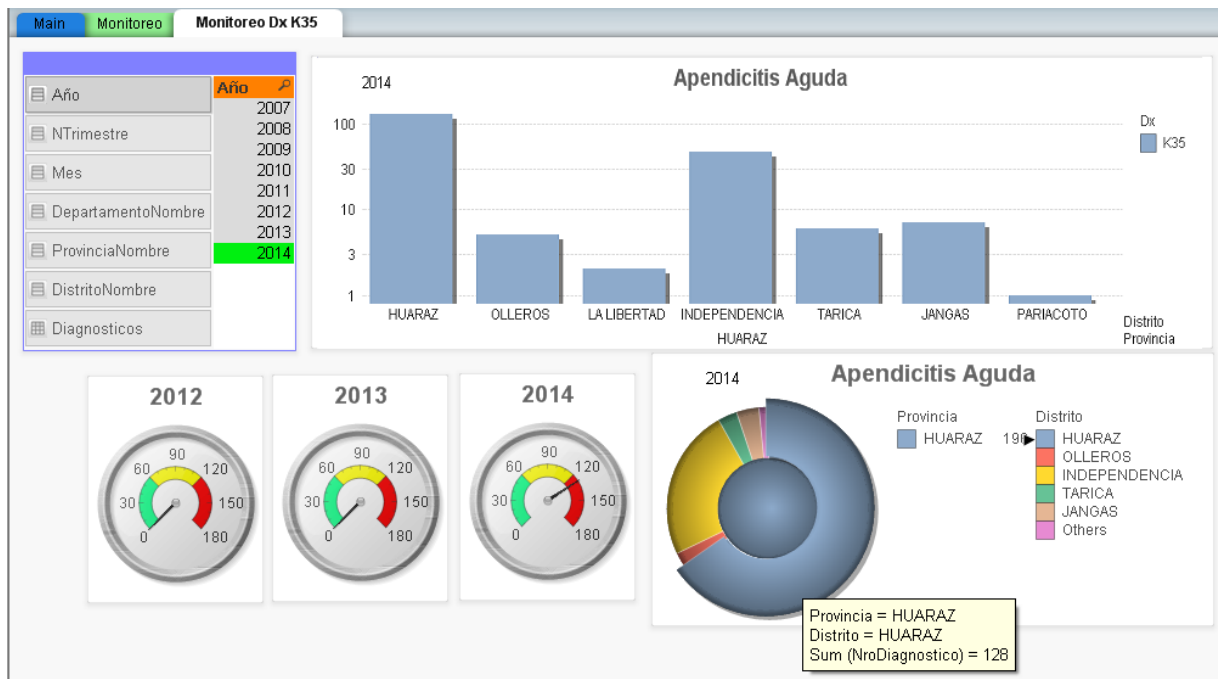 Main
Monitoreo
Monitoreo Dx K35
Año
NTrimestre
Mes
DepartamentoNombre
ProvinciaNombre
DistritoNombre
Diagnosticos
Año
2007
2008
2009
2010
2011
2012
2013
2014
2014
Apendicitis Aguda
100
30
10
3
1
HUARAZ
OLLEROS
LA LIBERTAD
INDEPENDENCIA
TARICA
JANGAS
PARIACOTO
HUARAZ
Distrito
Provincia
Dx
K35
2012
0
30
60
90
120
150
180
2013
0
30
60
90
120
150
180
2014
0
30
60
90
120
150
180
2014
Apendicitis Aguda
Provincia
HUARAZ 196
Distrito
HUARAZ
OLLEROS
INDEPENDENCIA
TARICA
JANGAS
Others
Provincia = HUARAZ
Distrito = HUARAZ
Sum (NroDiagnostico) = 128